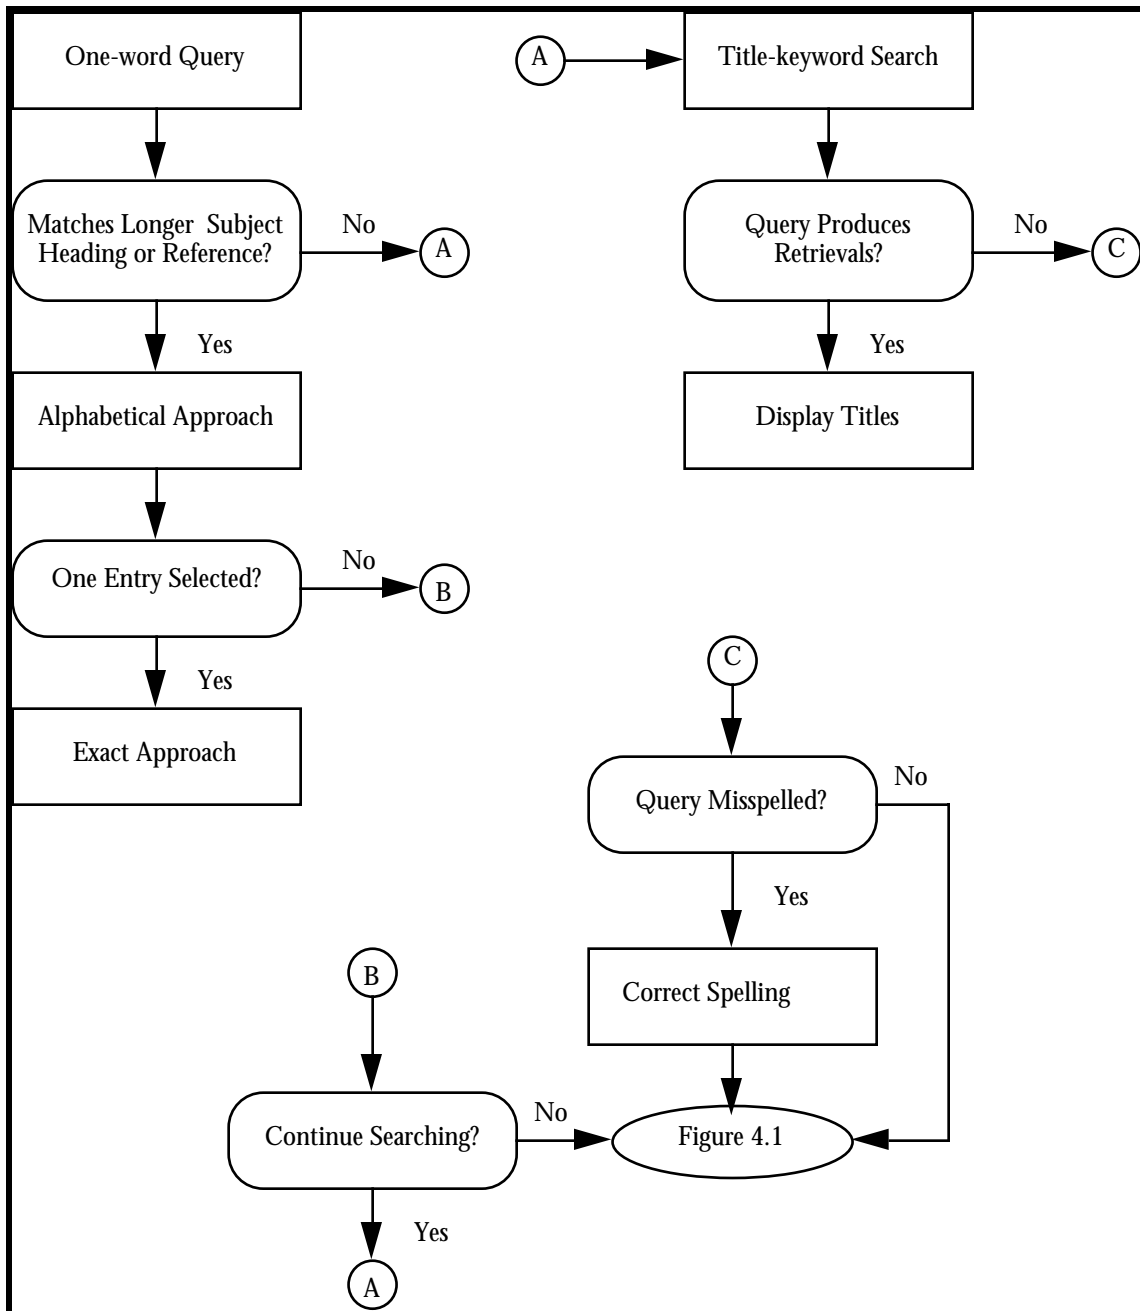 One-word Query
Matches Longer Subject
Heading or Reference?
No
A
Yes
Alphabetical Approach
One Entry Selected?
No
B
Yes
Exact Approach
A
Title-keyword Search
Query Produces
Retrievals?
No
C
Yes
Display Titles
C
Query Misspelled?
No
Yes
Correct Spelling
Figure 4.1
B
Continue Searching?
No
Yes
A